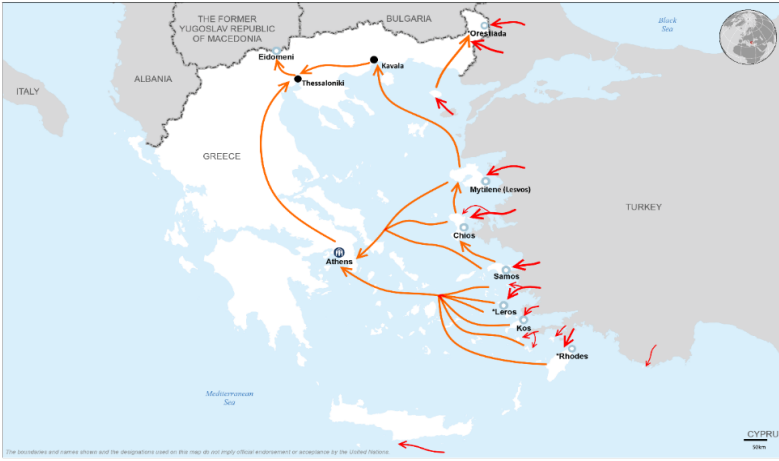 THE FORMER
YUGOSLAV REPUBLIC
OF MACEDONIA
BULGARIA
Black
Sea
*Orestiada
Eidomeni
Kavala
ALBANIA
Thessaloniki
ITALY
GREECE
Mytilene (Lesvos)
TURKEY
Chios
Athens
Samos
*Leros
Kos
*Rhodes
Mediterranean
Sea
CYPRU
50km
The boundaries and names shown and the designations used on this map do not imply official endorsement or acceptance by the United Nations.